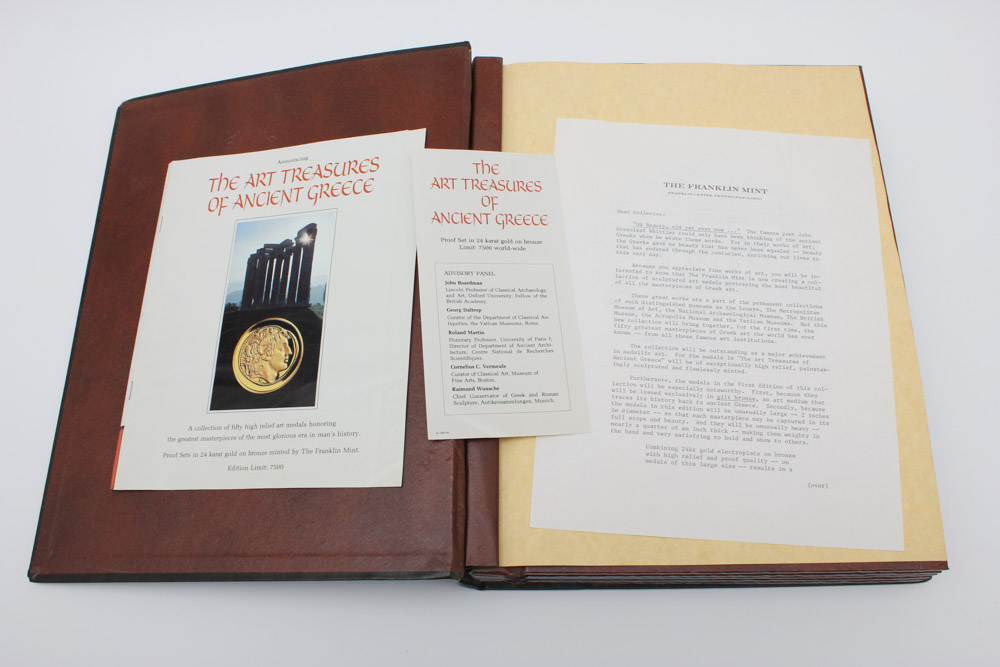 Announcing
THE ART TREASURES
OF ANCIENT GREECE
A collection of fifty high relief art medals honoring
the greatest masterpieces of the most glorious era in man's history.
Proof Sets in 24 karat gold on bronze minted by The Franklin Mint.
Edition Limit: 7500
THE
ART TREASURES
OF
ANCIENT GREECE
Proof Set in 24 karat gold on bronze
Limit: 7500 world-wide
ADVISORY PANEL
John Boardman
Lincoln Professor of Classical Archaeology
and Art, Oxford University; Fellow of the
British Academy.
Georg Daltrop
Curator of the Department of Classical An-
tiquities, the Vatican Museums, Rome
Roland Martin
Honorary Professor, University of Paris I;
Director of Department of Ancient Archi-
tecture, Centre National de Recherches
Scientifiques
Cornelius C. Vermeule
Curator of Classical Art, Museum of
Fine Arts, Boston.
Raimund Wunsche
Chief Conservator of Greek and Roman
Sculpture, Antikensammlungen, Munich.
THE FRANKLIN MINT
FRANKLIN CENTER, PENNSYLVANIA
Dear Collector:
"Oh Beauty, old yet ever new ..." The famous poet John
Greenleaf Whittier could only have been thinking of the ancient
Greeks when he wrote these words. For in their works of art,
the Greeks gave us beauty that has never been equaled -- beauty
that has endured through the centuries, enriching our lives to
this very day.
Because you appreciate fine works of art, you will be in-
terested to know that The Franklin Mint is now creating a col-
lection of sculptured art medals portraying the most beautiful
of all the masterpieces of Greek art.
These great works are a part of the permanent collections
of such distinguished museums as the Louvre, The Metropolitan
Museum of Art, the National Archaeological Museum, The British
Museum, the Acropolis Museum and the Vatican Museums. But this
new collection will bring together, for the first time, the
fifty greatest masterpieces of Greek art the world has ever
known -- from all these famous art institutions.
The collection will be outstanding as a major achievement
in medallic art. For the medals in "The Art Treasures of
Ancient Greece" will be of exceptionally high relief, painstak-
ingly sculptured and flawlessly minted.
Furthermore, the medals in the First Edition of this col-
lection will be especially noteworthy. First, because they
will be issued exclusively in gilt bronze, an art medium that
traces its history back to ancient Greece. Secondly, because
the medals in this edition will be unusually large -- 2 inches
in diameter -- so that each masterpiece may be captured in its
full scope and beauty. And they will be unusually heavy --
nearly a quarter of an inch thick -- making them weighty in
the hand and very satisfying to hold and show to others.
Combining 24kt gold electroplate on bronze
with high relief and proof quality -- on
medals of this large size -- results in a
(over)